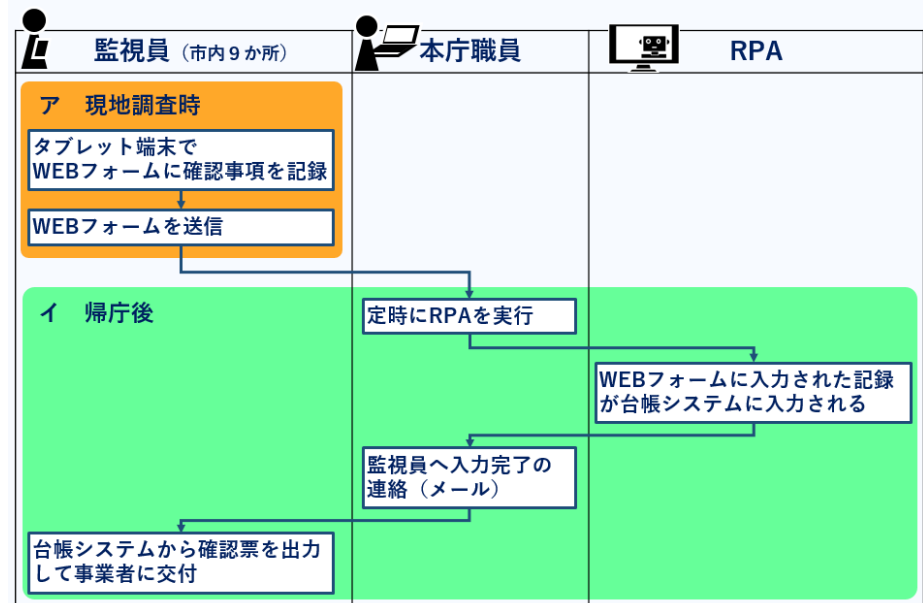 監視員（市内９か所）
本庁職員
RPA
ア　現地調査時
タブレット端末で
WEBフォームに確認事項を記録
WEBフォームを送信
イ　帰庁後
定時にRPAを実行
WEBフォームに入力された記録
が台帳システムに入力される
監視員へ入力完了の
連絡（メール）
台帳システムから確認票を出力
して事業者に交付